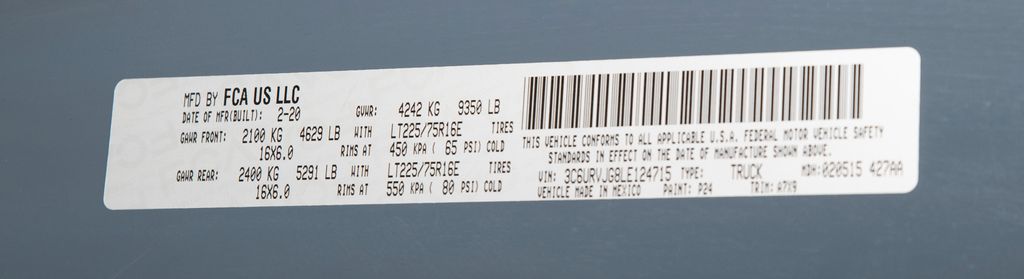 MFD BY FCA US LLC
DATE OF MFR(BUILT): 2-20 GVWR: 4242 KG 9350 LB
GAWR FRONT: 2100 KG 4629 LB WITH LT225/75R16E TIRES
16X6.0 RIMS AT 450 KPA ( 65 PSI) COLD
GAWR REAR: 2400 KG 5291 LB WITH LT225/75R16E TIRES
16X6.0 RIMS AT 550 KPA ( 80 PSI) COLD
THIS VEHICLE CONFORMS TO ALL APPLICABLE U.S.A. FEDERAL MOTOR VEHICLE SAFETY
STANDARDS IN EFFECT ON THE DATE OF MANUFACTURE SHOWN ABOVE.
VIN: 3C6URVJG8LE124715 TYPE: TRUCK MDH: 020515 427AA
VEHICLE MADE IN MEXICO PAINT: P24 TRIM: A7X9